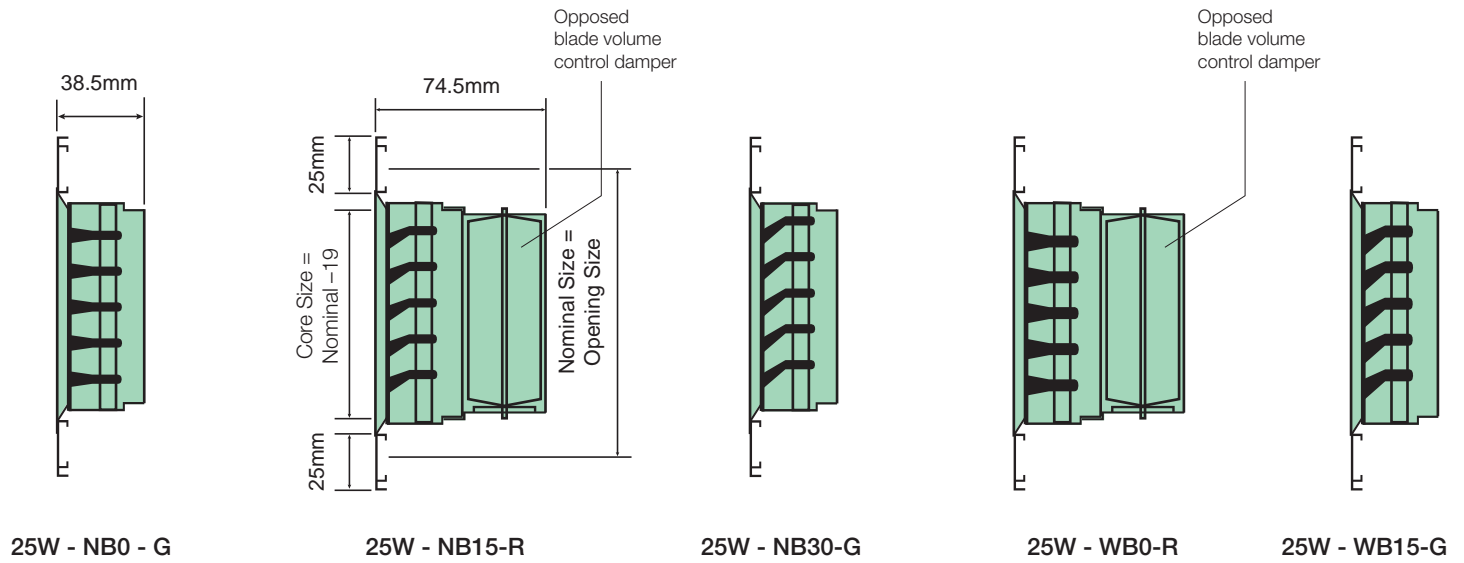 Opposed
blade volume
control damper
Opposed
blade volume
control damper
38.5mm
74.5mm
25mm
Core Size =
Nominal –19
Nominal Size =
Opening Size
25mm
25W - NB0 - G
25W - NB15-R
25W - NB30-G
25W - WB0-R
25W - WB15-G